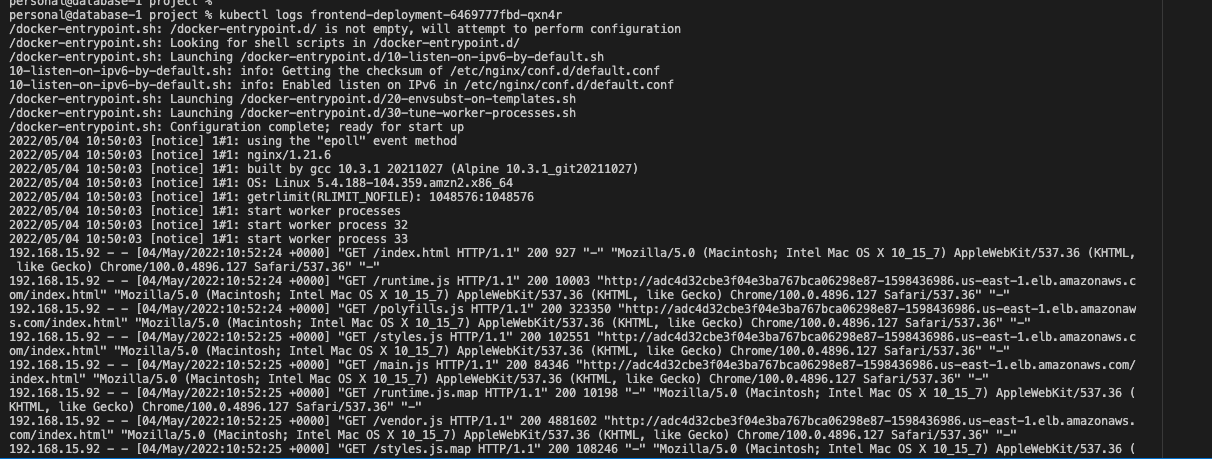 personal@database-1 project %
personal@database-1 project % kubectl logs frontend-deployment-6469777fbd-qxn4r
/docker-entrypoint.sh: /docker-entrypoint.d/ is not empty, will attempt to perform configuration
/docker-entrypoint.sh: Looking for shell scripts in /docker-entrypoint.d/
/docker-entrypoint.sh: Launching /docker-entrypoint.d/10-listen-on-ipv6-by-default.sh
10-listen-on-ipv6-by-default.sh: info: Getting the checksum of /etc/nginx/conf.d/default.conf
10-listen-on-ipv6-by-default.sh: info: Enabled listen on IPv6 in /etc/nginx/conf.d/default.conf
/docker-entrypoint.sh: Launching /docker-entrypoint.d/20-envsubst-on-templates.sh
/docker-entrypoint.sh: Launching /docker-entrypoint.d/30-tune-worker-processes.sh
/docker-entrypoint.sh: Configuration complete; ready for start up
2022/05/04 10:50:03 [notice] 1#1: using the "epoll" event method
2022/05/04 10:50:03 [notice] 1#1: nginx/1.21.6
2022/05/04 10:50:03 [notice] 1#1: built by gcc 10.3.1 20211027 (Alpine 10.3.1_git20211027)
2022/05/04 10:50:03 [notice] 1#1: OS: Linux 5.4.188-104.359.amzn2.x86_64
2022/05/04 10:50:03 [notice] 1#1: getrlimit(RLIMIT_NOFILE): 1048576:1048576
2022/05/04 10:50:03 [notice] 1#1: start worker processes
2022/05/04 10:50:03 [notice] 1#1: start worker process 32
2022/05/04 10:50:03 [notice] 1#1: start worker process 33
192.168.15.92 - - [04/May/2022:10:52:24 +0000] "GET /index.html HTTP/1.1" 200 927 "-" "Mozilla/5.0 (Macintosh; Intel Mac OS X 10_15_7) AppleWebKit/537.36 (KHTML,
 like Gecko) Chrome/100.0.4896.127 Safari/537.36" "-"
192.168.15.92 - - [04/May/2022:10:52:24 +0000] "GET /runtime.js HTTP/1.1" 200 10003 "http://adc4d32cbe3f04e3ba767bca06298e87-1598436986.us-east-1.elb.amazonaws.c
om/index.html" "Mozilla/5.0 (Macintosh; Intel Mac OS X 10_15_7) AppleWebKit/537.36 (KHTML, like Gecko) Chrome/100.0.4896.127 Safari/537.36" "-"
192.168.15.92 - - [04/May/2022:10:52:24 +0000] "GET /polyfills.js HTTP/1.1" 200 323350 "http://adc4d32cbe3f04e3ba767bca06298e87-1598436986.us-east-1.elb.amazonaw
s.com/index.html" "Mozilla/5.0 (Macintosh; Intel Mac OS X 10_15_7) AppleWebKit/537.36 (KHTML, like Gecko) Chrome/100.0.4896.127 Safari/537.36" "-"
192.168.15.92 - - [04/May/2022:10:52:25 +0000] "GET /styles.js HTTP/1.1" 200 102551 "http://adc4d32cbe3f04e3ba767bca06298e87-1598436986.us-east-1.elb.amazonaws.c
om/index.html" "Mozilla/5.0 (Macintosh; Intel Mac OS X 10_15_7) AppleWebKit/537.36 (KHTML, like Gecko) Chrome/100.0.4896.127 Safari/537.36" "-"
192.168.15.92 - - [04/May/2022:10:52:25 +0000] "GET /main.js HTTP/1.1" 200 84346 "http://adc4d32cbe3f04e3ba767bca06298e87-1598436986.us-east-1.elb.amazonaws.com/
index.html" "Mozilla/5.0 (Macintosh; Intel Mac OS X 10_15_7) AppleWebKit/537.36 (KHTML, like Gecko) Chrome/100.0.4896.127 Safari/537.36" "-"
192.168.15.92 - - [04/May/2022:10:52:25 +0000] "GET /runtime.js.map HTTP/1.1" 200 10198 "-" "Mozilla/5.0 (Macintosh; Intel Mac OS X 10_15_7) AppleWebKit/537.36 (
KHTML, like Gecko) Chrome/100.0.4896.127 Safari/537.36" "-"
192.168.15.92 - - [04/May/2022:10:52:25 +0000] "GET /vendor.js HTTP/1.1" 200 4881602 "http://adc4d32cbe3f04e3ba767bca06298e87-1598436986.us-east-1.elb.amazonaws.
com/index.html" "Mozilla/5.0 (Macintosh; Intel Mac OS X 10_15_7) AppleWebKit/537.36 (KHTML, like Gecko) Chrome/100.0.4896.127 Safari/537.36" "-"
192.168.15.92 - - [04/May/2022:10:52:25 +0000] "GET /styles.js.map HTTP/1.1" 200 108246 "-" "Mozilla/5.0 (Macintosh; Intel Mac OS X 10_15_7) AppleWebKit/537.36 (